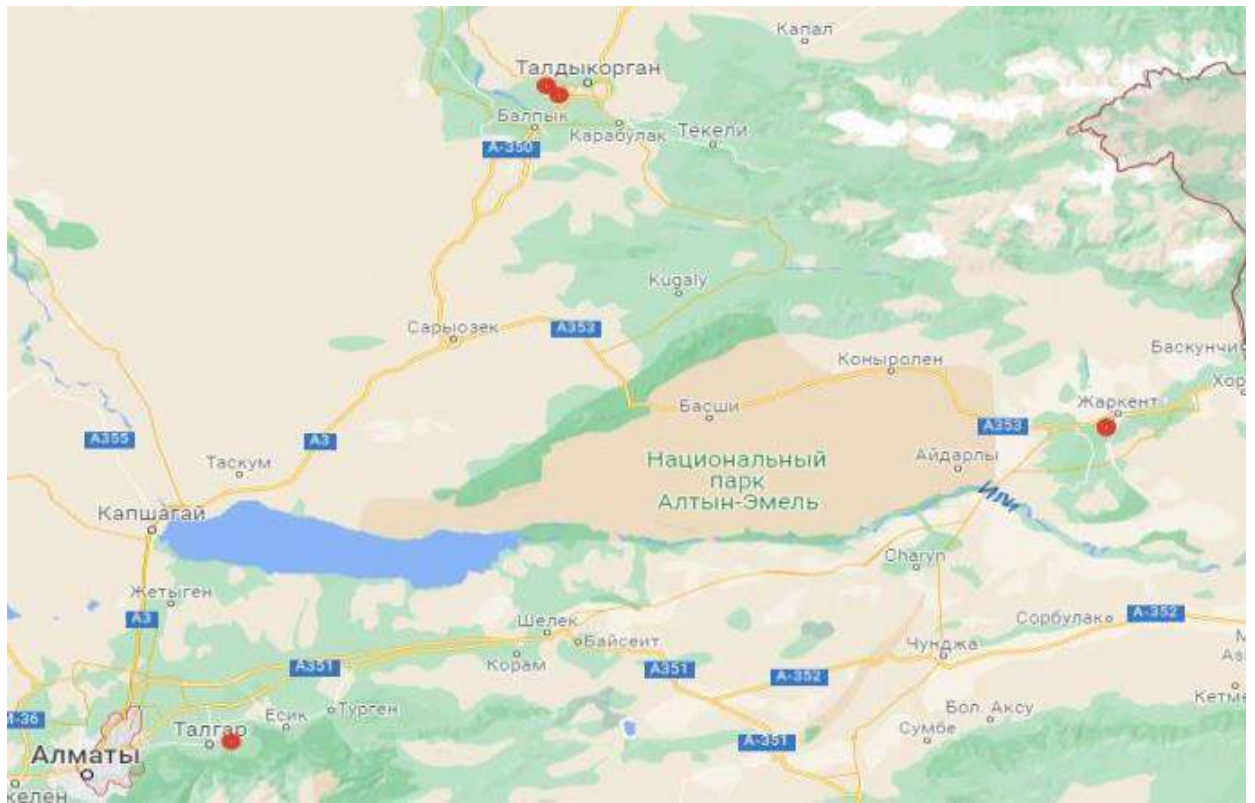 Капал
Талдыкорган
Балпык
Карабулак
Текели
А-350
Kugaly
Сарыозек
А353
Коныролен
Баскунчи
Хор
Жаркент
Басши
А353
А355
А3
Таскум
Айдарлы
Национальный
парк
Алтын-Эмель
Или
Капшагай
Charyn
Жетыген
Шелек
Байсеит
Сорбулак
А-352
А3
Корам
А351
А351
А-352
Чунджа
Кетм
Есик
Турген
Бол. Аксу
Талгар
Сумбе
А-351
Алматы
келен